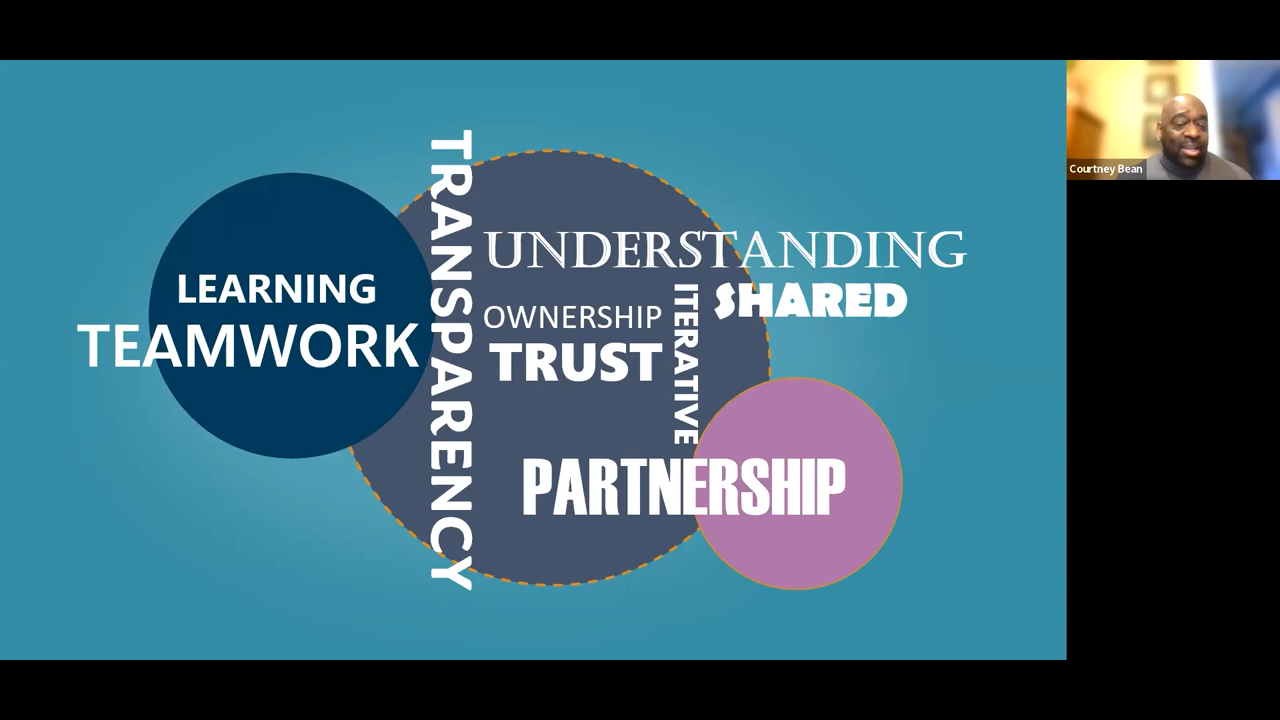 LEARNING
TEAMWORK
TRANSPARENCY
UNDERSTANDING
OWNERSHIP
TRUST
ITERATIVE
SHARED
PARTNERSHIP
Courtney Bean